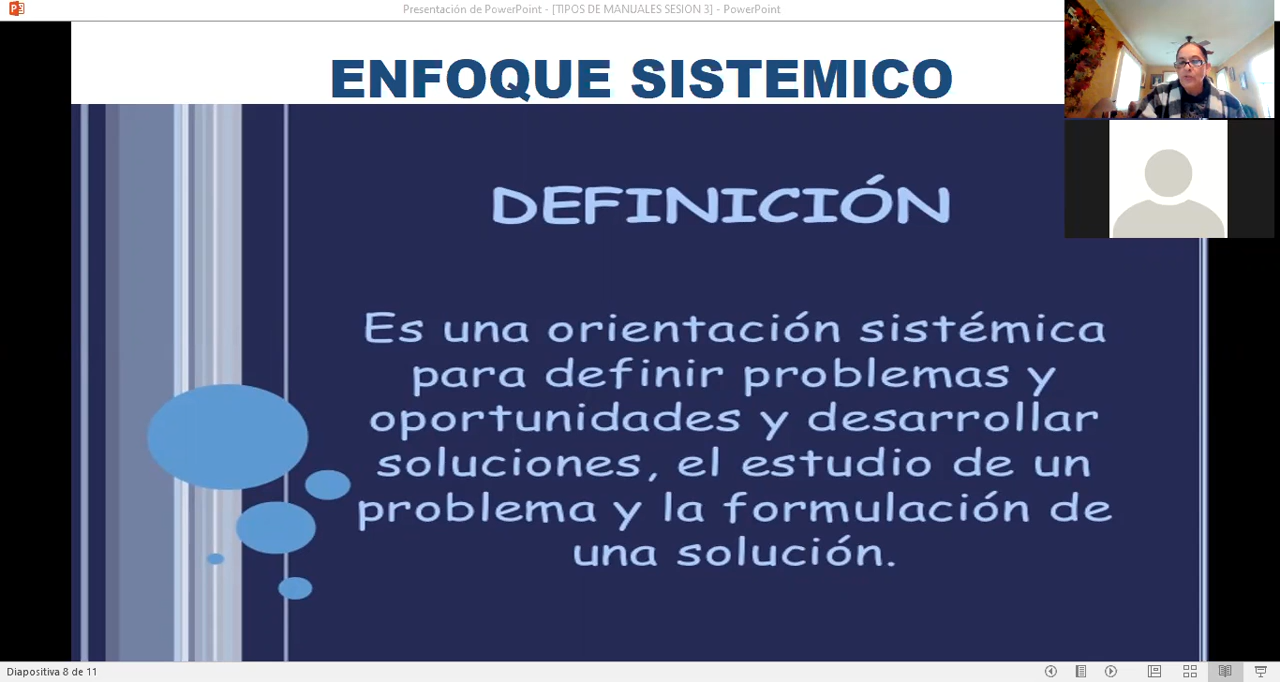 Presentación de PowerPoint - [TIPOS DE MANUALES SESION 3] - PowerPoint
ENFOQUE SISTEMICO
DEFINICIÓN
Es una orientación sistémica
para definir problemas y
oportunidades y desarrollar
soluciones, el estudio de un
problema y la formulación de
una solución.
Diapositiva 8 de 11